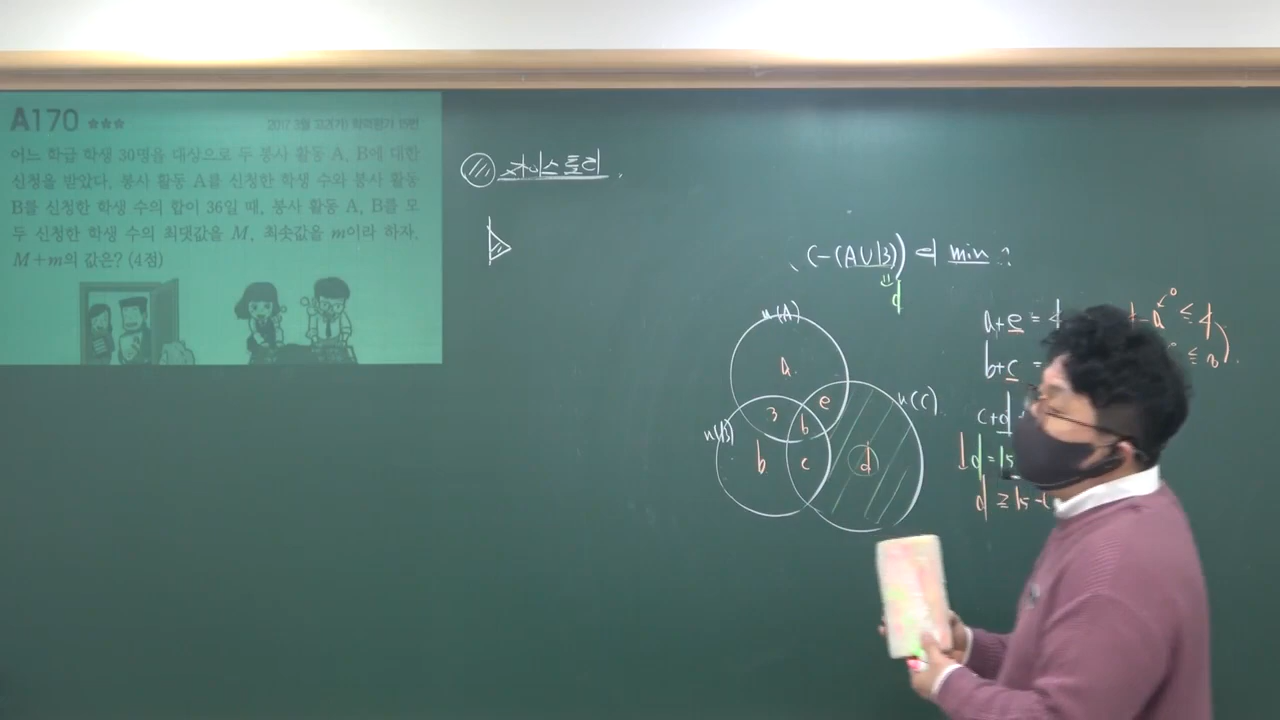 A170 ★★★
2017 3월 고2(가) 학력평가 15번
어느 학급 학생 30명을 대상으로 두 봉사 활동 A, B에 대한
신청을 받았다. 봉사 활동 A를 신청한 학생 수와 봉사 활동
B를 신청한 학생 수의 합이 36일 때, 봉사 활동 A, B를 모
두 신청한 학생 수의 최댓값을 M, 최솟값을 m이라 하자.
M+m의 값은? (4점)
자이스토리
C-(A∪B)
min
d
n(A)
a
n(B)
3
e
b
b
c
d
n(C)
a+e =
b+c =
c+d
d=15
d ≥ 15-